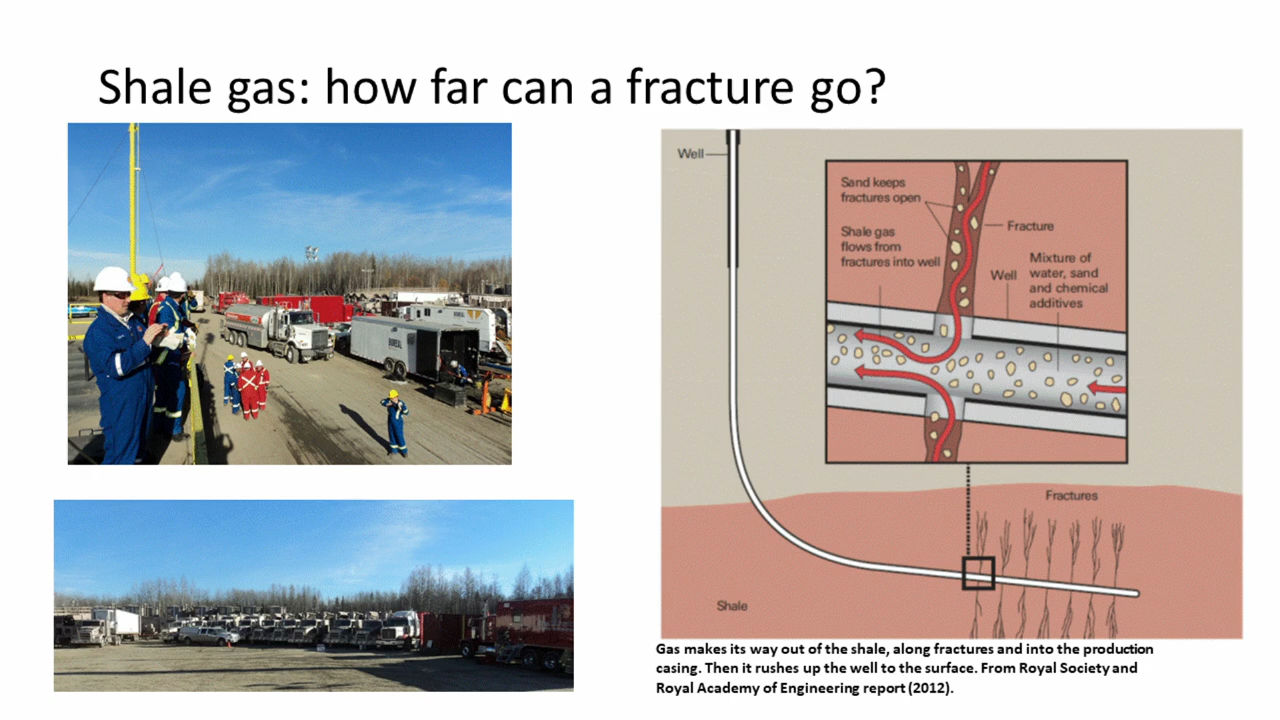 Shale gas: how far can a fracture go?
Well
Sand keeps
fractures open
Fracture
Shale gas
flows from
fractures into well
Well
Mixture of
water, sand
and chemical
additives
Fractures
Shale
Gas makes its way out of the shale, along fractures and into the production
casing. Then it rushes up the well to the surface. From Royal Society and
Royal Academy of Engineering report (2012).